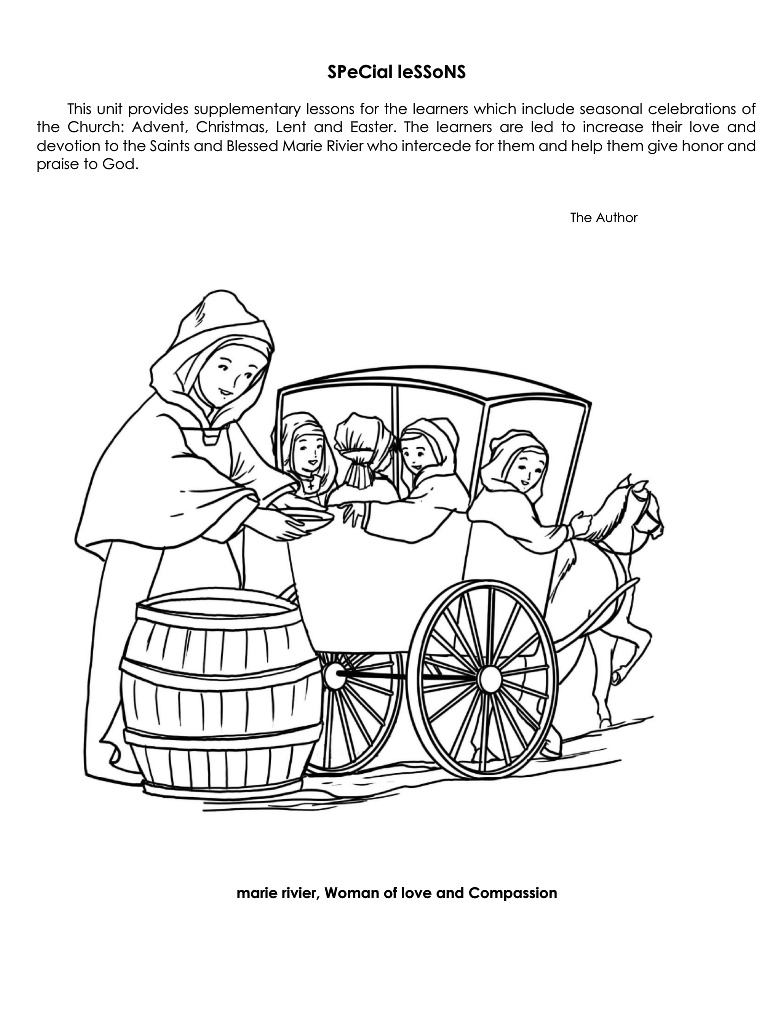 SPeCial leSSoNS
This unit provides supplementary lessons for the learners which include seasonal celebrations of
the Church: Advent, Christmas, Lent and Easter. The learners are led to increase their love and
devotion to the Saints and Blessed Marie Rivier who intercede for them and help them give honor and
praise to God.
The Author
marie rivier, Woman of love and Compassion